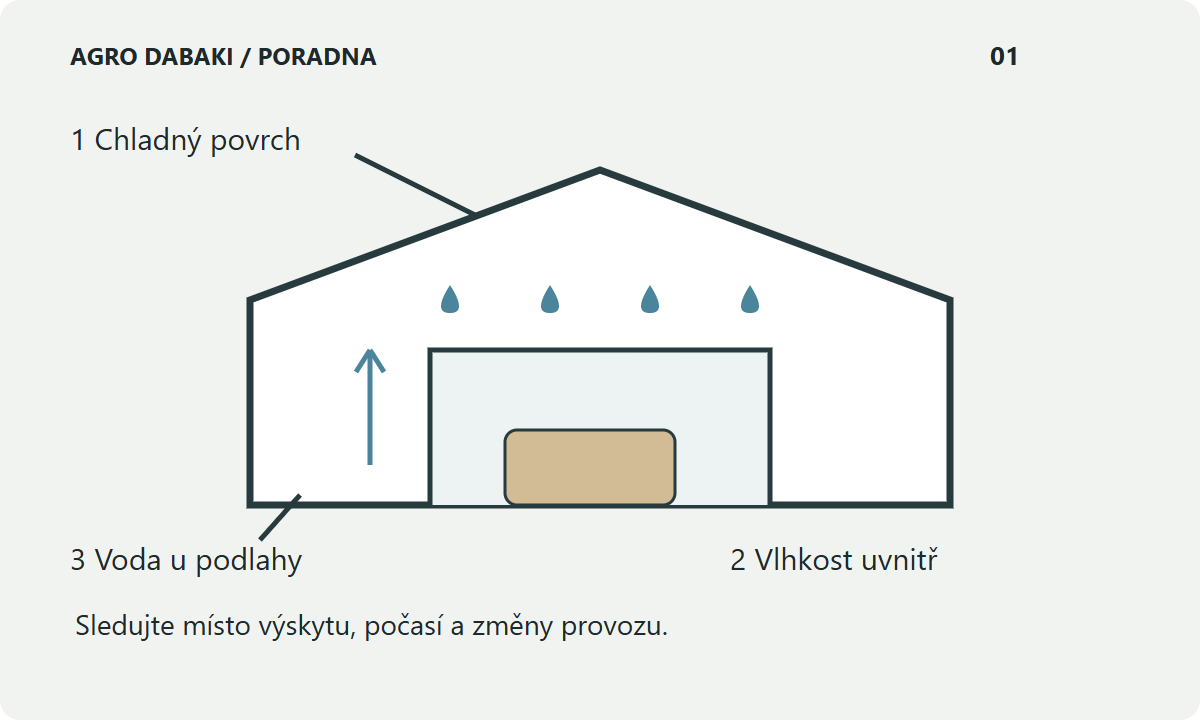 AGRO DABAKI / PORADNA
01
1 Chladný povrch
3 Voda u podlahy
2 Vlhkost uvnitř
Sledujte místo výskytu, počasí a změny provozu.